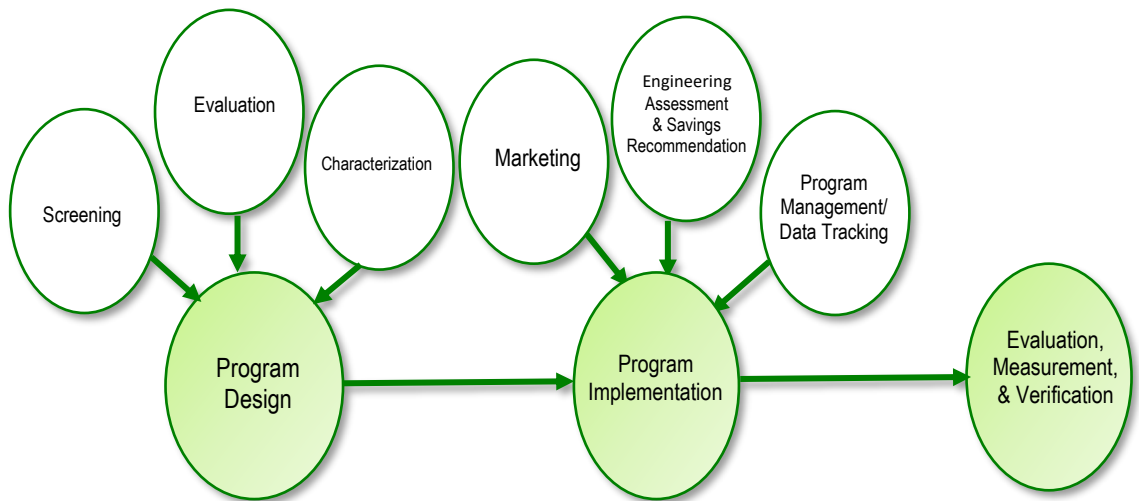 Screening
Evaluation
Characterization
Marketing
Engineering
Assessment
& Savings
Recommendation
Program
Management/
Data Tracking
Program
Design
Program
Implementation
Evaluation,
Measurement,
& Verification